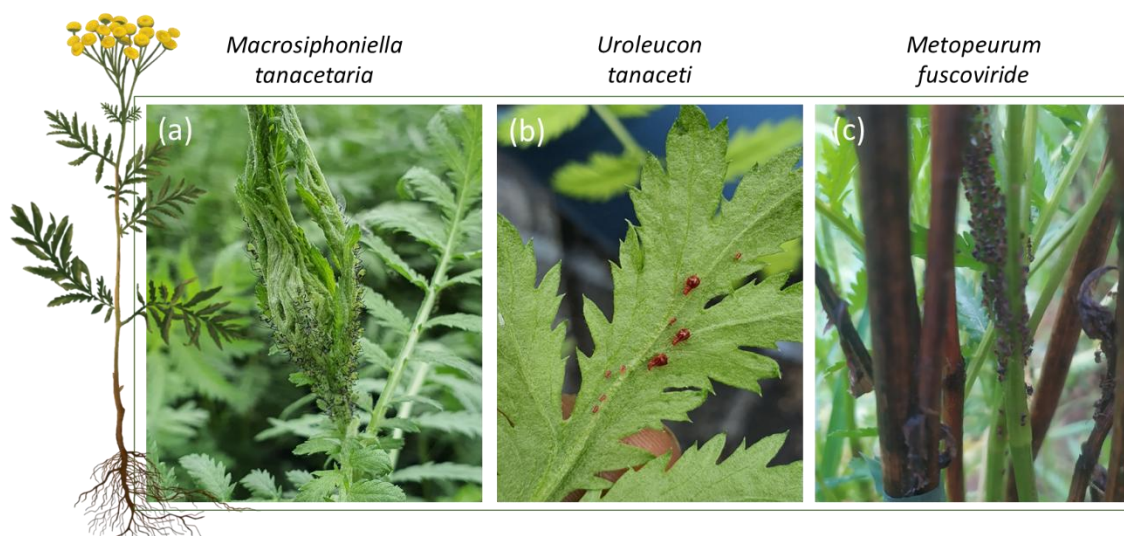 Macrosiphoniella
tanacetaria
Uroleucon
tanaceti
Metopeurum
fuscoviride
(a)
(b)
(c)